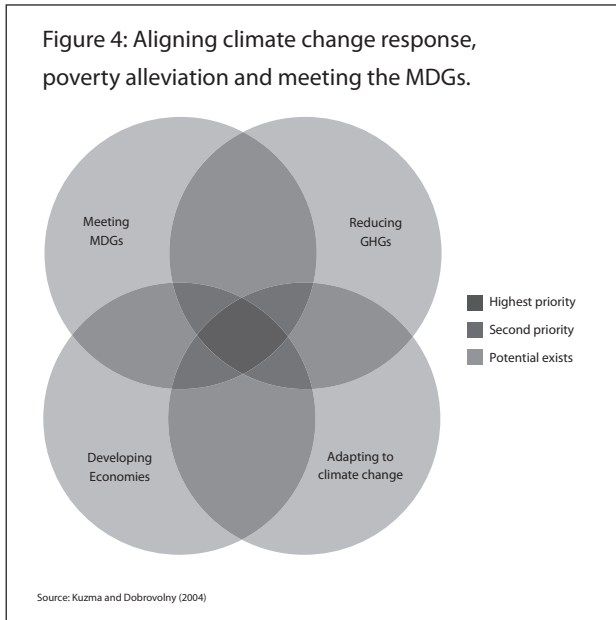 Figure 4: Aligning climate change response,
poverty alleviation and meeting the MDGs.
Meeting
MDGs
Reducing
GHGs
Highest priority
Second priority
Potential exists
Developing
Economies
Adapting to
climate change
Source: Kuzma and Dobrovolny (2004)